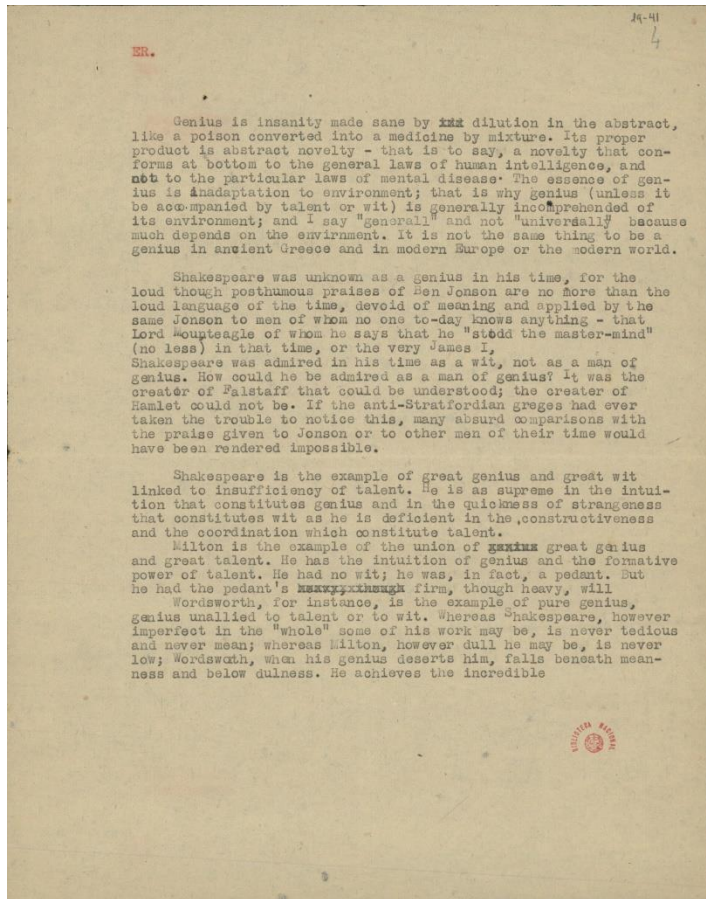 19-41
4
ER.
Genius is insanity made sane by dilution in the abstract,
like a poison converted into a medicine by mixture. Its proper
product is abstract novelty - that is to say, a novelty that con-
forms at bottom to the general laws of human intelligence, and
not to the particular laws of mental disease. The essence of gen-
ius is inadaptation to environment; that is why genius (unless it
be accompanied by talent or wit) is generally incomprehended of
its environment; and I say "generall" and not "univerdally" bacause
much depends on the envirnment. It is not the same thing to be a
genius in ancient Greece and in modern Europe or the modern world.
Shakespeare was unknown as a genius in his time, for the
loud though posthumous praises of Ben Jonson are no more than the
loud language of the time, devoid of meaning and applied by the
same Jonson to men of whom no one to-day knows anything - that
Lord Mounteagle of whom he says that he "stodd the master-mind"
(no less) in that time, or the very James I,
Shakespeare was admired in his time as a wit, not as a man of
genius. How could he be admired as a man of genius? It was the
creator of Falstaff that could be understood; the creater of
Hamlet could not be. If the anti-Stratfordian greges had ever
taken the trouble to notice this, many absurd comparisons with
the praise given to Jonson or to other men of their time would
have been rendered impossible.
Shakespeare is the example of great genius and great wit
linked to insufficiency of talent. He is as supreme in the intui-
tion that constitutes genius and in the quickness of strangeness
that constitutes wit as he is deficient in the constructiveness
and the coordination which constitute talent.
Milton is the example of the union of great genius
and great talent. He has the intuition of genius and the formative
power of talent. He had no wit; he was, in fact, a pedant. But
he had the pedant's firm, though heavy, will
Wordsworth, for instance, is the example of pure genius,
genius unallied to talent or to wit. Whereas Shakespeare, however
imperfect in the "whole" some of his work may be, is never tedious
and never mean; whereas Milton, however dull he may be, is never
low; Wordsworth, when his genius deserts him, falls beneath mean-
ness and below dulness. He achieves the incredible
BIBLIOTECA NACIONAL